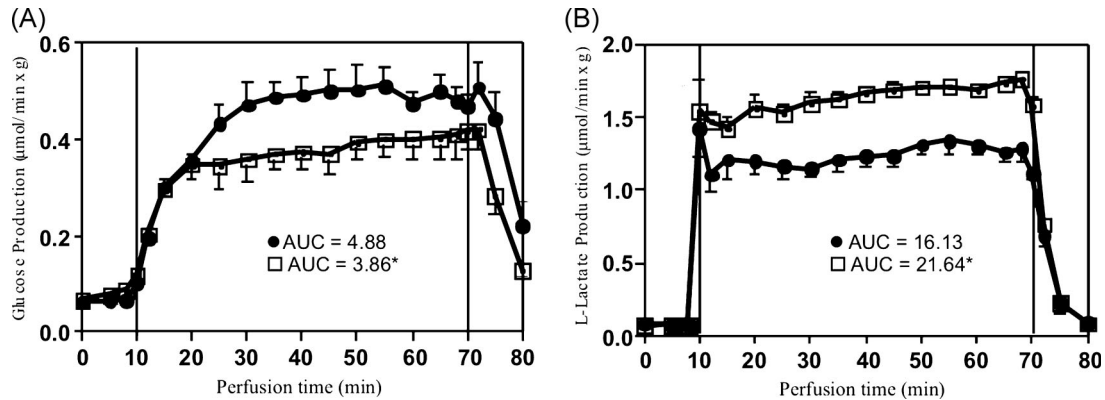 (A)
Glucose Production (µmol/min x g)
0.6
0.4
0.2
0.0
● AUC = 4.88
□ AUC = 3.86*
0 10 20 30 40 50 60 70 80
Perfusion time (min)
(B)
L-Lactate Production (µmol/min x g)
2.0
1.5
1.0
0.5
0.0
● AUC = 16.13
□ AUC = 21.64*
0 10 20 30 40 50 60 70 80
Perfusion time (min)